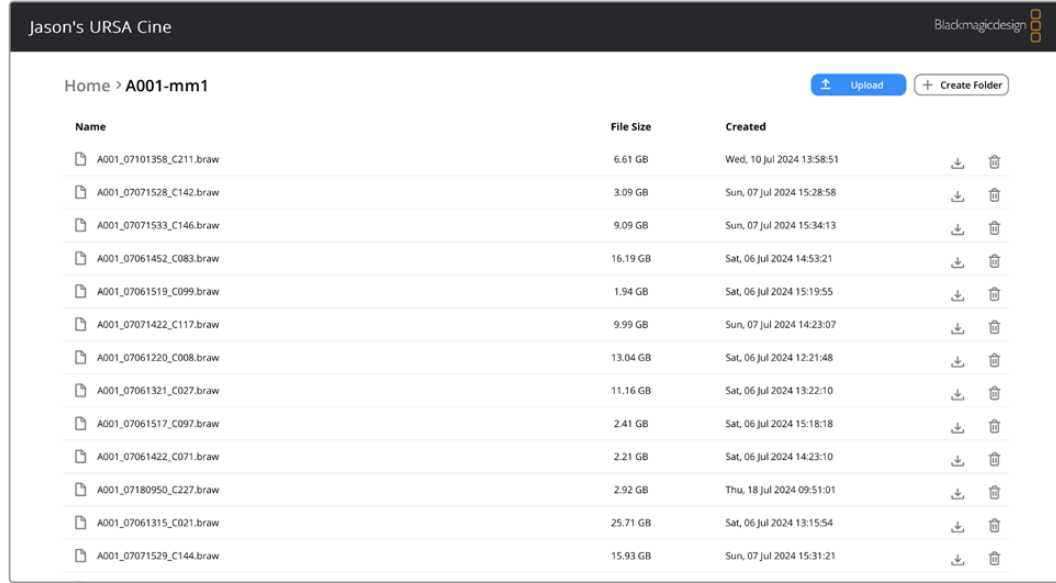 Jason's URSA Cine
Blackmagicdesign
Home > A001-mm1
Upload
+ Create Folder
Name File Size Created
A001_07101358_C211.braw 6.61 GB Wed, 10 Jul 2024 13:58:51
A001_07071528_C142.braw 3.09 GB Sun, 07 Jul 2024 15:28:58
A001_07071533_C146.braw 9.09 GB Sun, 07 Jul 2024 15:34:13
A001_07061452_C083.braw 16.19 GB Sat, 06 Jul 2024 14:53:21
A001_07061519_C099.braw 1.94 GB Sat, 06 Jul 2024 15:19:55
A001_07071422_C117.braw 9.99 GB Sun, 07 Jul 2024 14:23:07
A001_07061220_C008.braw 13.04 GB Sat, 06 Jul 2024 12:21:48
A001_07061321_C027.braw 11.16 GB Sat, 06 Jul 2024 13:22:10
A001_07061517_C097.braw 2.41 GB Sat, 06 Jul 2024 15:18:18
A001_07061422_C071.braw 2.21 GB Sat, 06 Jul 2024 14:23:10
A001_07180950_C227.braw 2.92 GB Thu, 18 Jul 2024 09:51:01
A001_07061315_C021.braw 25.71 GB Sat, 06 Jul 2024 13:15:54
A001_07071529_C144.braw 15.93 GB Sun, 07 Jul 2024 15:31:21